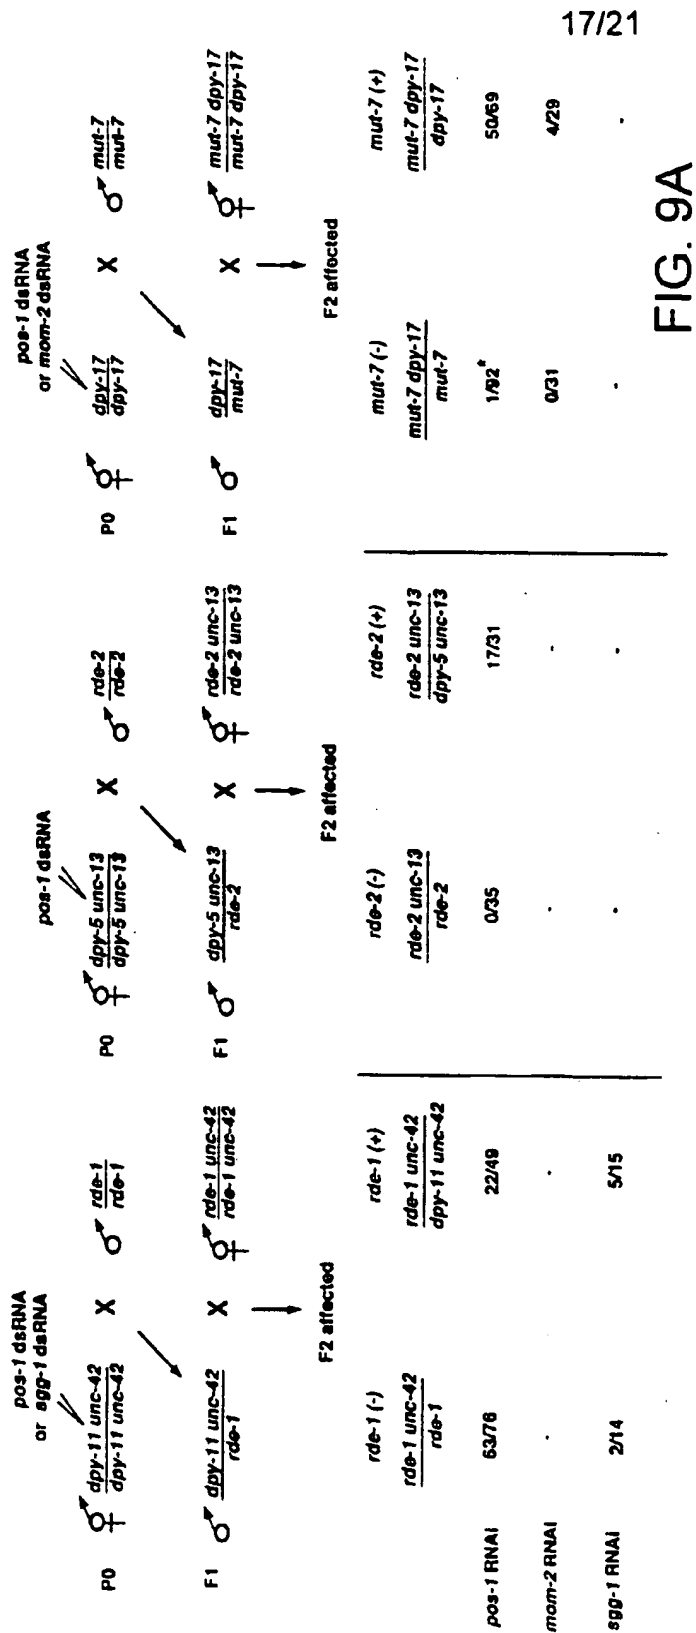 17/21
pos-1 dsRNA
or sgg-1 dsRNA
P0 dpy-11 unc-42 X rde-1
dpy-11 unc-42 rde-1
F1 dpy-11 unc-42 X rde-1 unc-42
rde-1 rde-1 unc-42
F2 affected
pos-1 dsRNA
P0 dpy-5 unc-13 X rde-2
dpy-5 unc-13 rde-2
F1 dpy-5 unc-13 X rde-2 unc-13
rde-2 rde-2 unc-13
F2 affected
pos-1 dsRNA
or mom-2 dsRNA
P0 dpy-17 X mut-7
dpy-17 mut-7
F1 dpy-17 X mut-7 dpy-17
mut-7 mut-7 dpy-17
F2 affected
rde-1 (-) rde-1 (+) rde-2 (-) rde-2 (+) mut-7 (-) mut-7 (+)
rde-1 unc-42 rde-1 unc-42 rde-2 unc-13 rde-2 unc-13 mut-7 dpy-17 mut-7 dpy-17
rde-1 dpy-11 unc-42 rde-2 dpy-5 unc-13 mut-7 dpy-17
pos-1 RNAi 63/76 22/49 0/35 17/31 1/92* 50/69
mom-2 RNAi - - - - 0/31 4/29
sgg-1 RNAi 2/14 5/15 - - - -
FIG. 9A